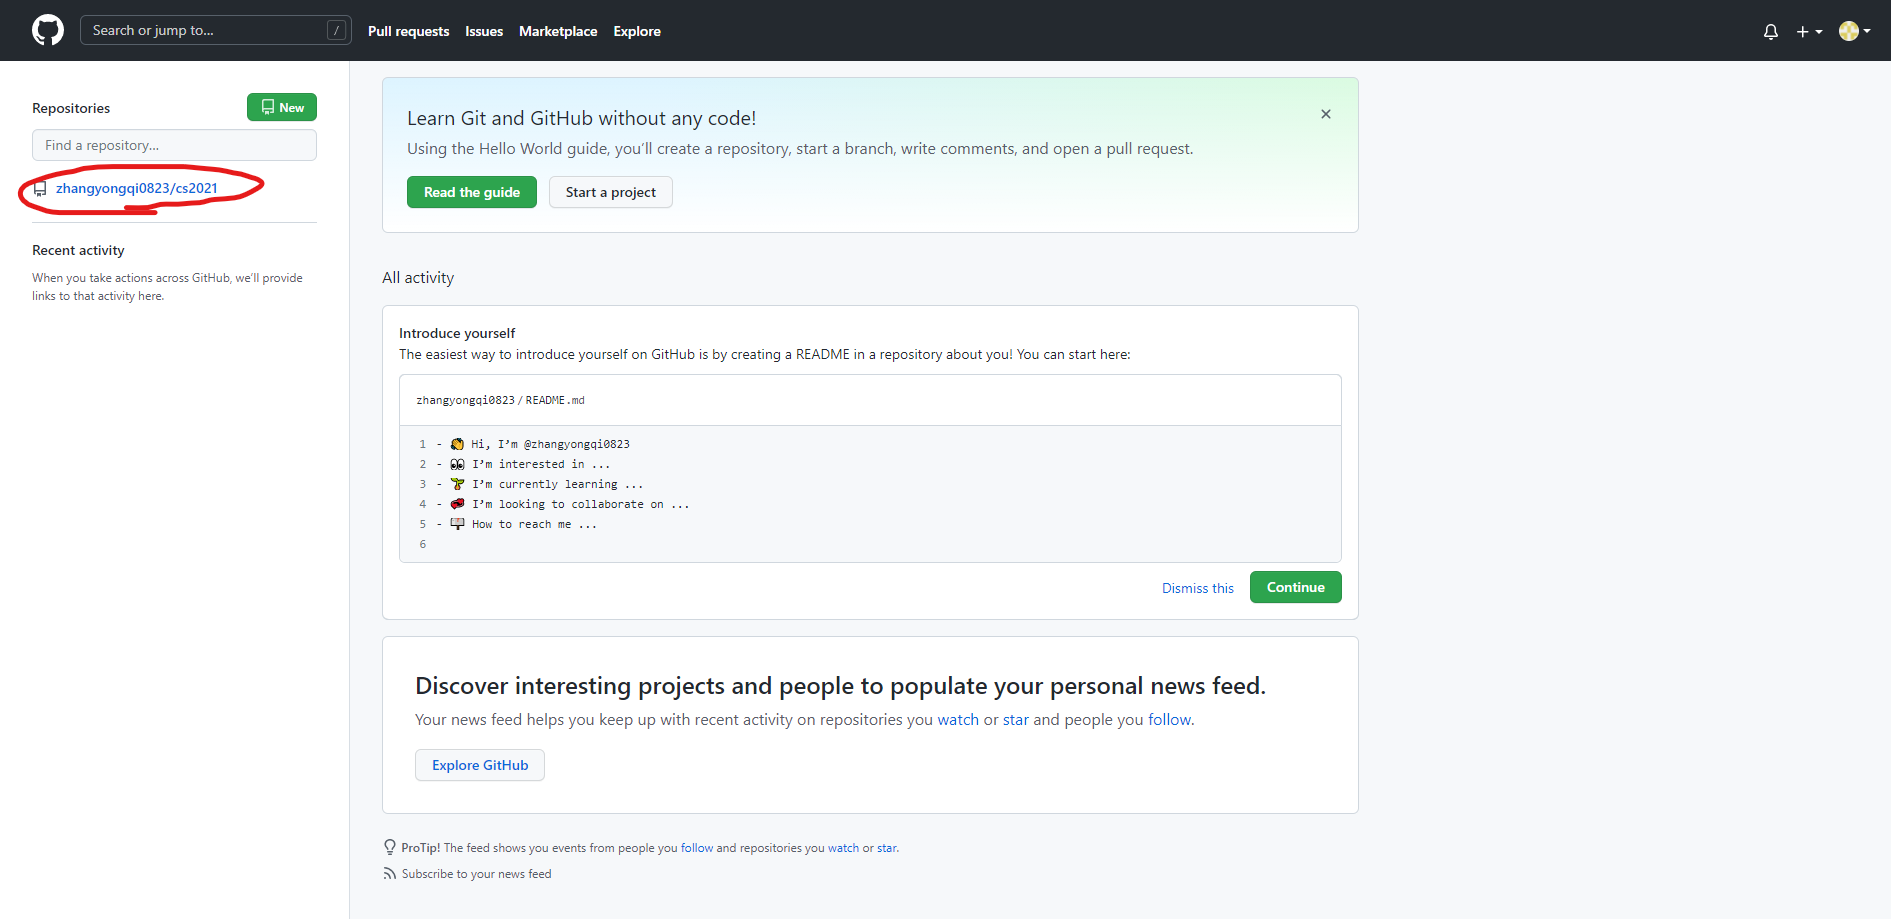 Search or jump to... /
Pull requests Issues Marketplace Explore
Repositories
New
Find a repository...
zhangyongqi0823/cs2021
Recent activity
When you take actions across GitHub, we'll provide
links to that activity here.
Learn Git and GitHub without any code!
Using the Hello World guide, you'll create a repository, start a branch, write comments, and open a pull request.
Read the guide
Start a project
All activity
Introduce yourself
The easiest way to introduce yourself on GitHub is by creating a README in a repository about you! You can start here:
zhangyongqi0823 / README.md
1 - 👋 Hi, I'm @zhangyongqi0823
2 - 👀 I'm interested in ...
3 - 🌱 I'm currently learning ...
4 - 💞️ I'm looking to collaborate on ...
5 - 📫 How to reach me ...
6
Dismiss this
Continue
Discover interesting projects and people to populate your personal news feed.
Your news feed helps you keep up with recent activity on repositories you watch or star and people you follow.
Explore GitHub
ProTip! The feed shows you events from people you follow and repositories you watch or star.
Subscribe to your news feed